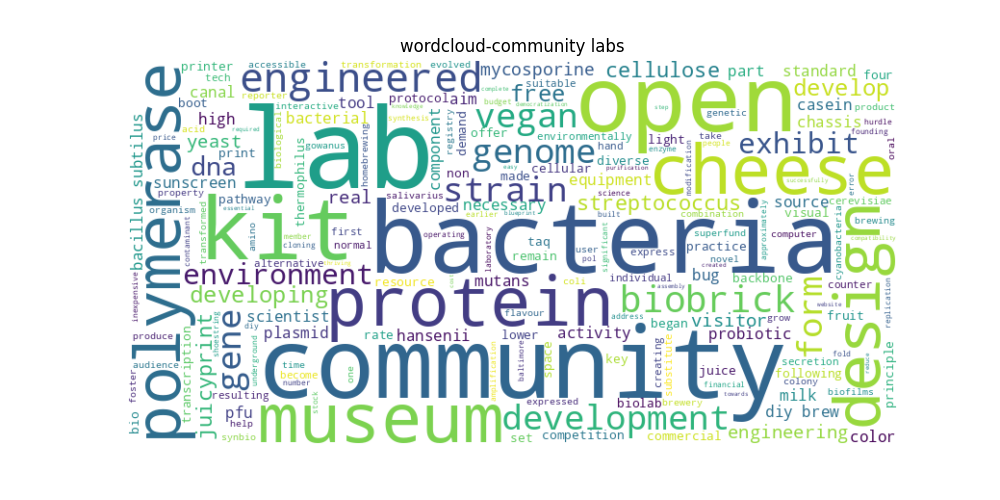 wordcloud-community labs
printer
accessible
transformation
evolved
tech
engineered
mycosporine
cellulose
part
standard
four
canal
boot
interactive
tool
protocol
aim
free
suitable
open
develop
casein
product
high
reporter
bacterial
budget
democratization
vegan
genetic
chassis
hurdle
founding
acid
yeast
lab
synthesis
component
registry
demand
offer
environmentally
hand
light
take
people
exhibit
oral
price
required
print
dna
biological
gowanus
homebrewing
genome
diverse
enzyme
cheese
polymerase
bacillus subtilus
sunscreen
property
pathway
essential
thermophilus
real
salivarius
non
made
cellular
strain
easy
purification
science
equipment
necessary
streptococcus
modification
successfully
source
visual
error
cerevisiae
organism
kit
member
cloning
first
normal
developed
earlier
blueprint
built
combination
brewing
contaminant
transformed
amino
operating
bacteria
laboratory
taq
remain
user
pol
significant
express
superfund
practice
novel
approximately
computer
cyanobacteria
compatibility
alternative
environment
resource
mutans
coli
individual
created
assembly
bug
backbone
counter
design
inexpensive
developing
protein
biobrick
website
form
fruit
replication
scientist
flavour
address
began
visitor
grow
produce
gene
diy
plasmid
rate
hansenii
lower
activity
probiotic
fold
principle
transcription
juicyprint
shoestring
underground
time
become
number
one
community
amplification
baltimore
space
key
creating
substitute
juice
financial
towards
secretion
following
colony
reduce
audience
foster
bio
resulting
stock
expressed
biolab
brewery
milk
biofilms
pfu
help
museum
development
diy brew
synbio
set
competition
commercial
engineering
color